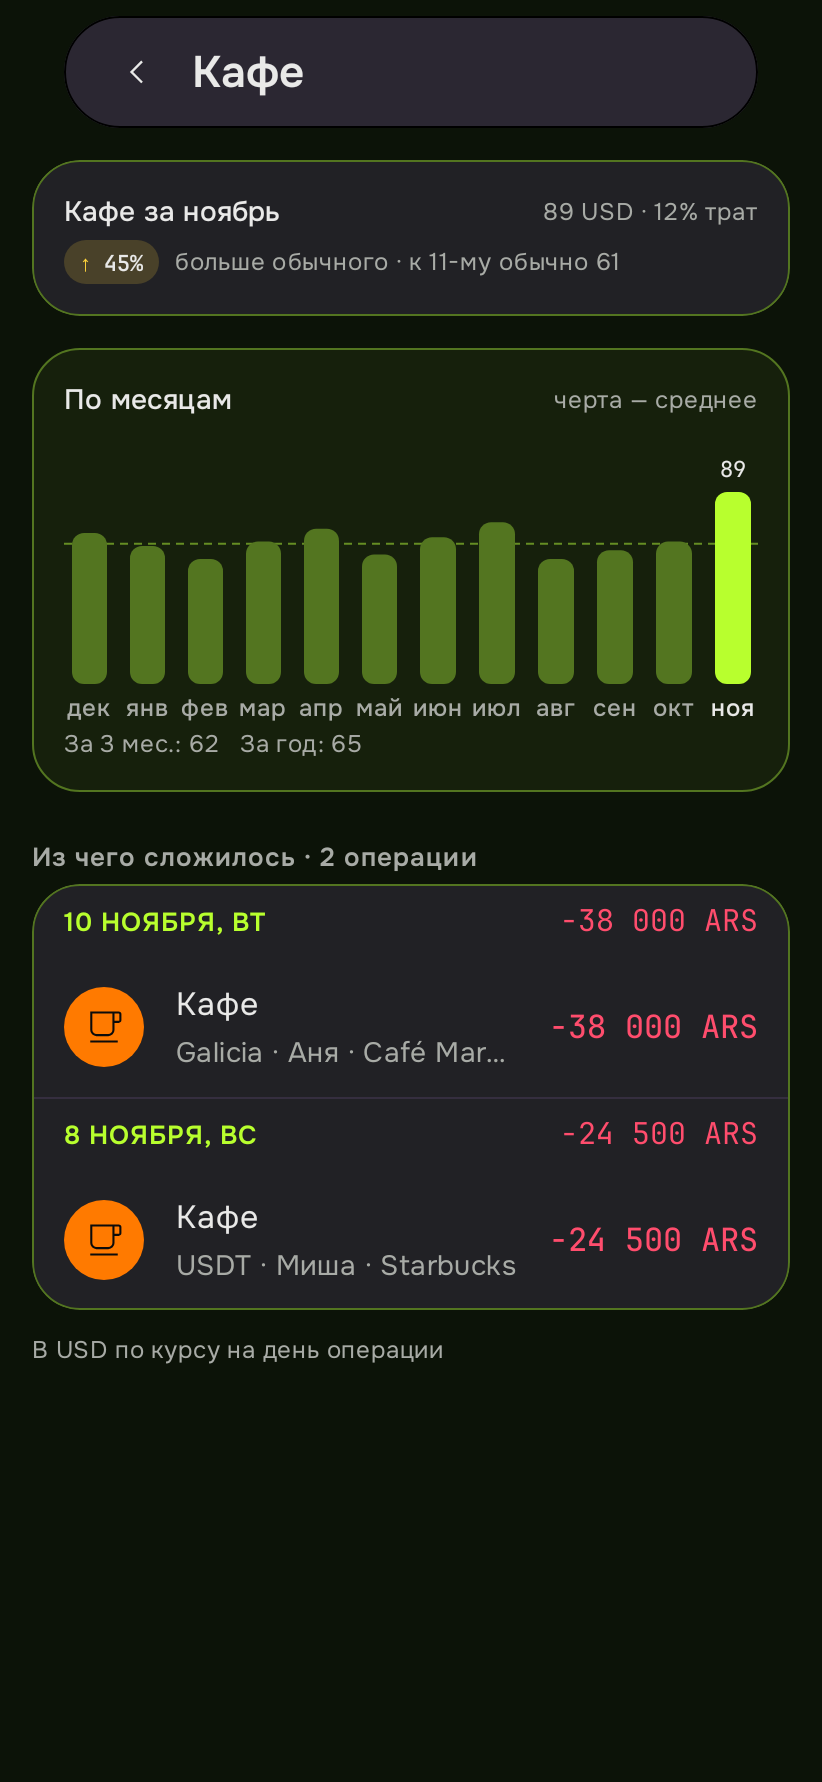 Кафе
Кафе за ноябрь
89 USD · 12% трат
↑ 45% больше обычного · к 11-му обычно 61
По месяцам
черта — среднее
89
дек янв фев мар апр май июн июл авг сен окт ноя
За 3 мес.: 62 За год: 65
Из чего сложилось · 2 операции
10 НОЯБРЯ, ВТ
-38 000 ARS
Кафе
Galicia · Аня · Café Mar...
-38 000 ARS
8 НОЯБРЯ, ВС
-24 500 ARS
Кафе
USDT · Миша · Starbucks
-24 500 ARS
В USD по курсу на день операции